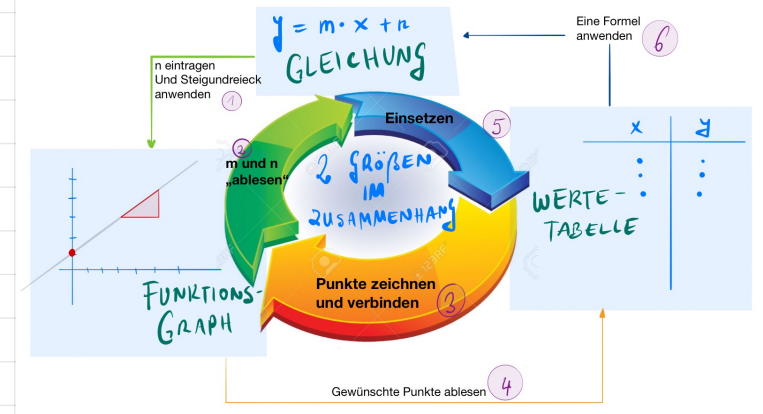 y = m · x + n
GLEICHUNG
Eine Formel
anwenden
6
n eintragen
Und Steigundreieck
anwenden
1
Einsetzen
5
x
y
2
m und n
„ablesen“
2 GRÖßEN
IM
ZUSAMMENHANG
WERTE-
TABELLE
Punkte zeichnen
und verbinden
3
FUNKTIONS-
GRAPH
Gewünschte Punkte ablesen
4